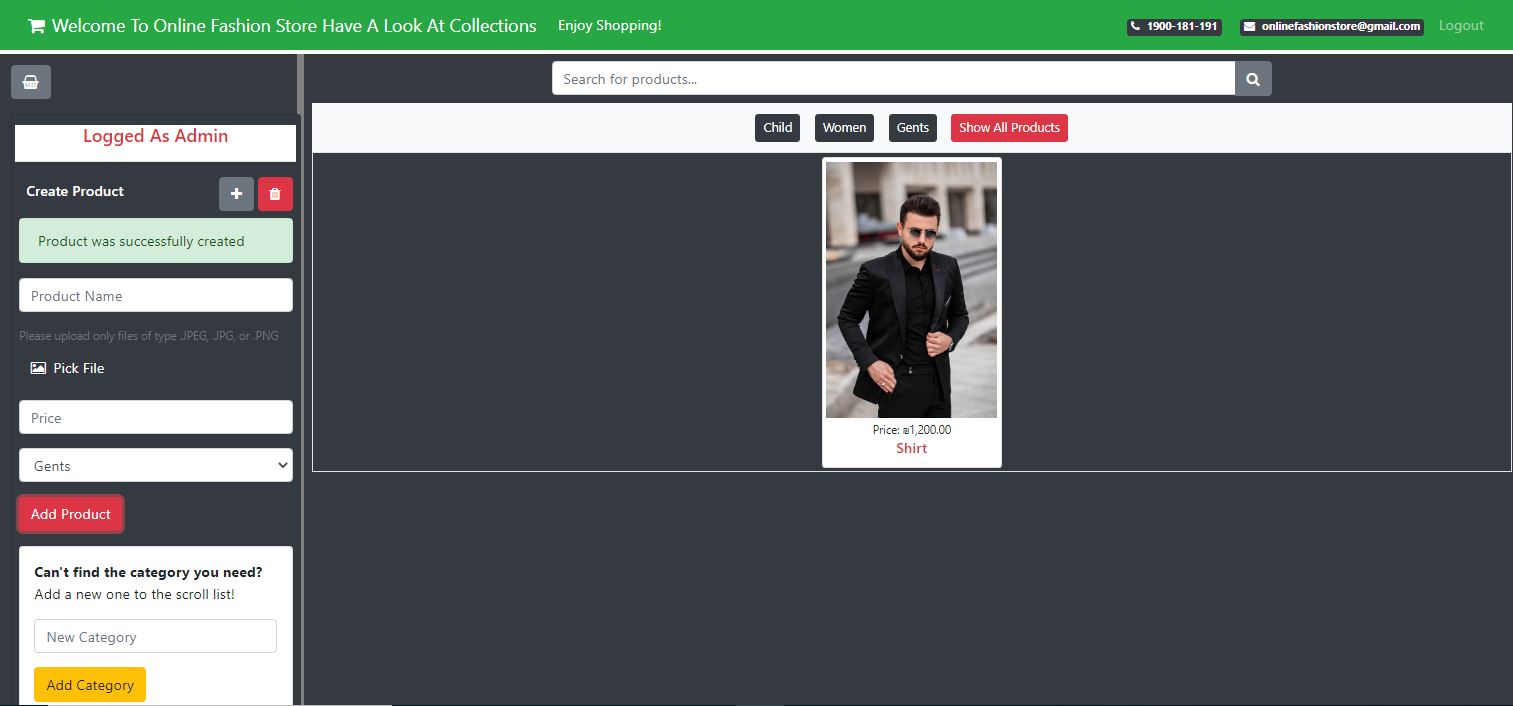 Welcome To Online Fashion Store Have A Look At Collections Enjoy Shopping! 1900-181-191 onlinefashionstore@gmail.com Logout
Search for products...
Logged As Admin
Child Women Gents Show All Products
Create Product
Product was successfully created
Product Name
Please upload only files of type .JPEG, .JPG, or .PNG
Pick File
Price
Gents
Add Product
Can't find the category you need?
Add a new one to the scroll list!
New Category
Add Category
Price: ₪1,200.00
Shirt